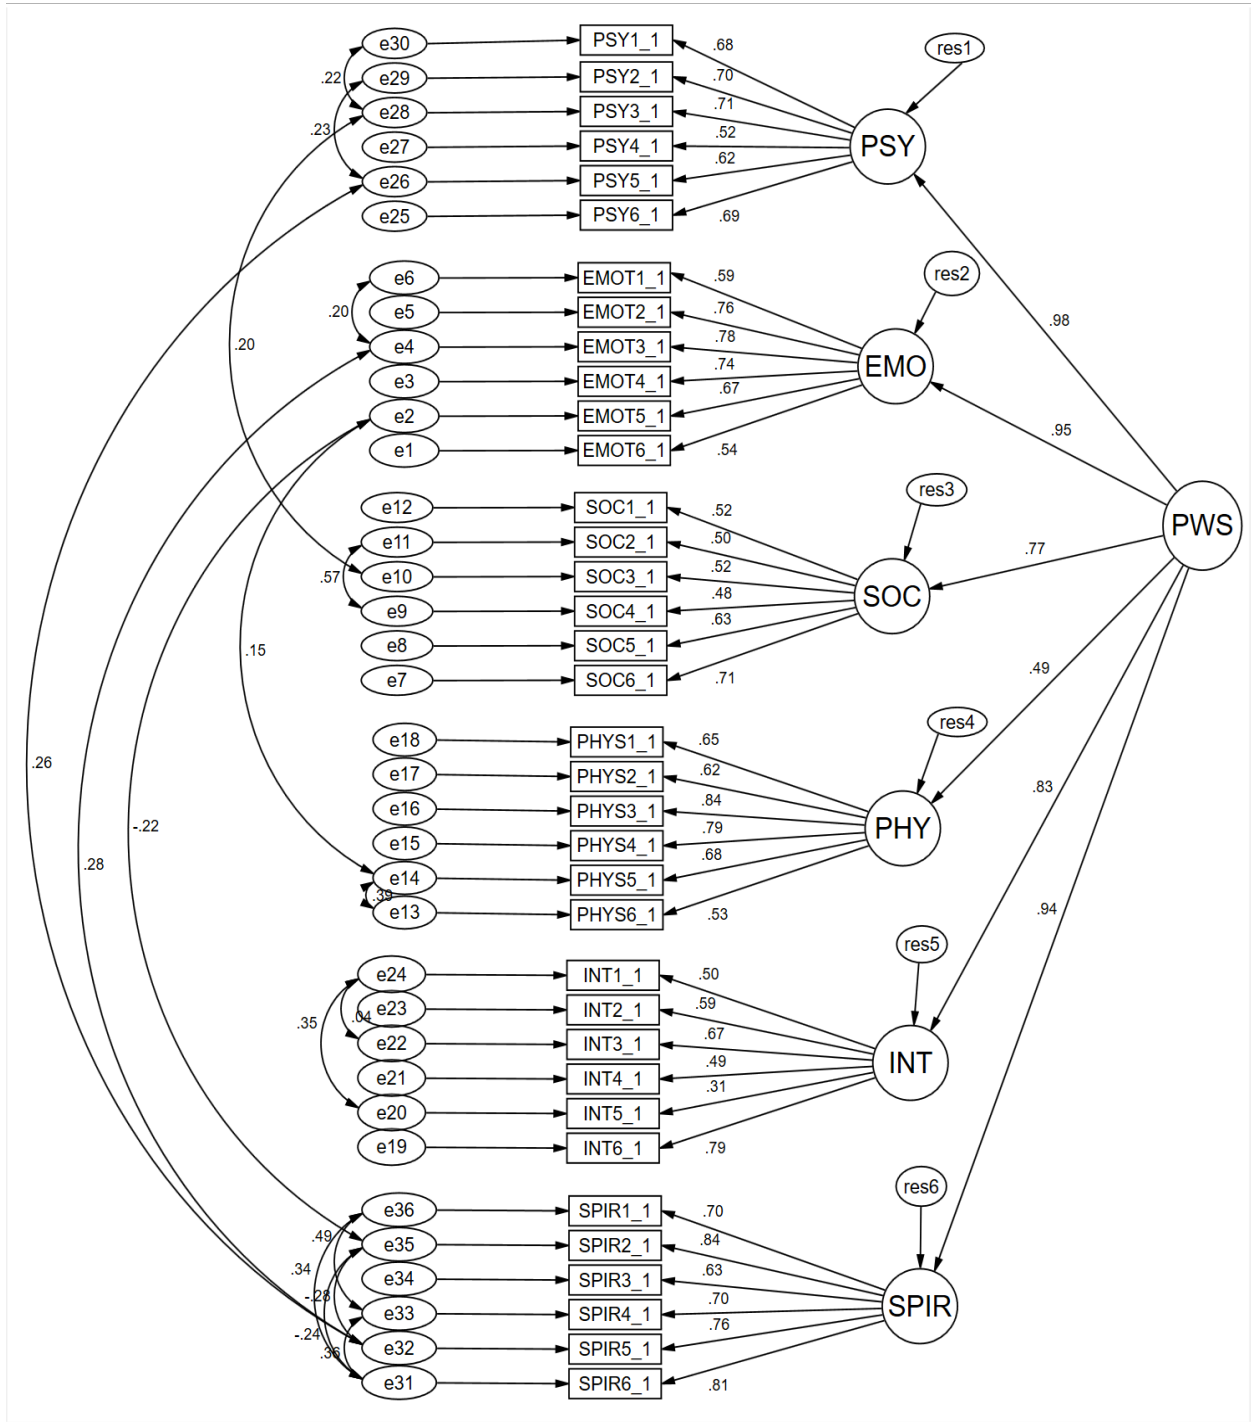 e30 PSY1_1 .68 res1
.22 e29 PSY2_1 .70
e28 PSY3_1 .71
.23 e27 PSY4_1 .52 PSY
e26 PSY5_1 .62
e25 PSY6_1 .69
e6 EMOT1_1 .59 res2
.20 e5 EMOT2_1 .76
.20 e4 EMOT3_1 .78 .98
e3 EMOT4_1 .74 EMO
e2 EMOT5_1 .67
e1 EMOT6_1 .54 .95
e12 SOC1_1 .52 res3
e11 SOC2_1 .50 PWS
.57 e10 SOC3_1 .52 .77
e9 SOC4_1 .48 SOC
e8 SOC5_1 .63
.15 e7 SOC6_1 .71 .49
e18 PHYS1_1 .65 res4
.26 e17 PHYS2_1 .62
e16 PHYS3_1 .84 .83
-.22 e15 PHYS4_1 .79 PHY
.28 e14 PHYS5_1 .68
.39 e13 PHYS6_1 .53 .94
e24 INT1_1 .50 res5
.35 .04 e23 INT2_1 .59
e22 INT3_1 .67
e21 INT4_1 .49 INT
e20 INT5_1 .31
e19 INT6_1 .79
e36 SPIR1_1 .70 res6
.49 e35 SPIR2_1 .84
.34 e34 SPIR3_1 .63
-.28 e33 SPIR4_1 .70 SPIR
-.24 e32 SPIR5_1 .76
.36 e31 SPIR6_1 .81